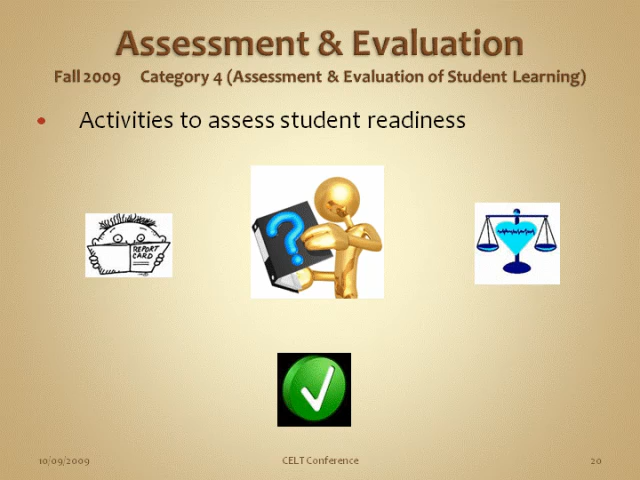 Assessment & Evaluation
Fall 2009 Category 4 (Assessment & Evaluation of Student Learning)
• Activities to assess student readiness
?
REPORT
CARD
10/09/2009 CELT Conference 20